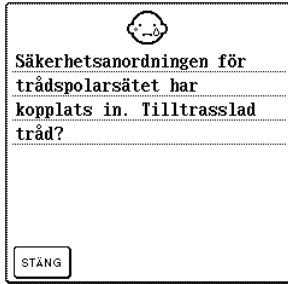 Säkerhetsanordningen för
trådspolarsätet har
kopplats in. Tilltrasslad
tråd?
STÄNG